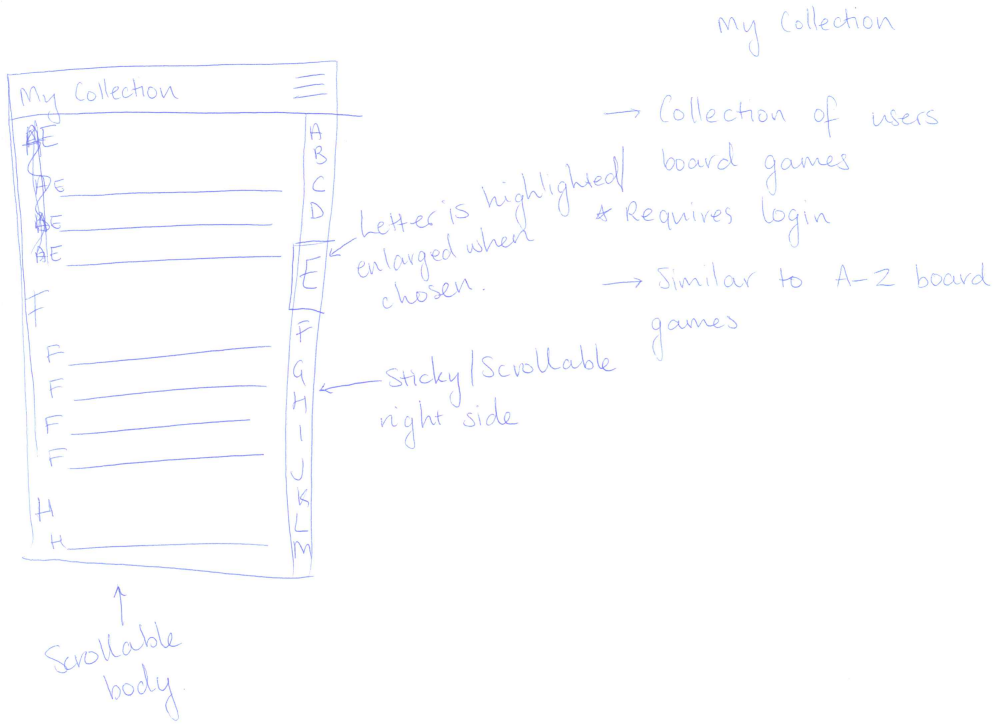 My Collection
My Collection
→ Collection of users
board games
* Requires login
→ Similar to A-Z board
games
E
E
E
E
F
F
F
F
F
H
H
A
B
C
D
E
F
G
H
I
J
K
L
M
Letter is highlighted/
enlarged when
chosen.
Sticky/Scrollable
right side
Scrollable
body.